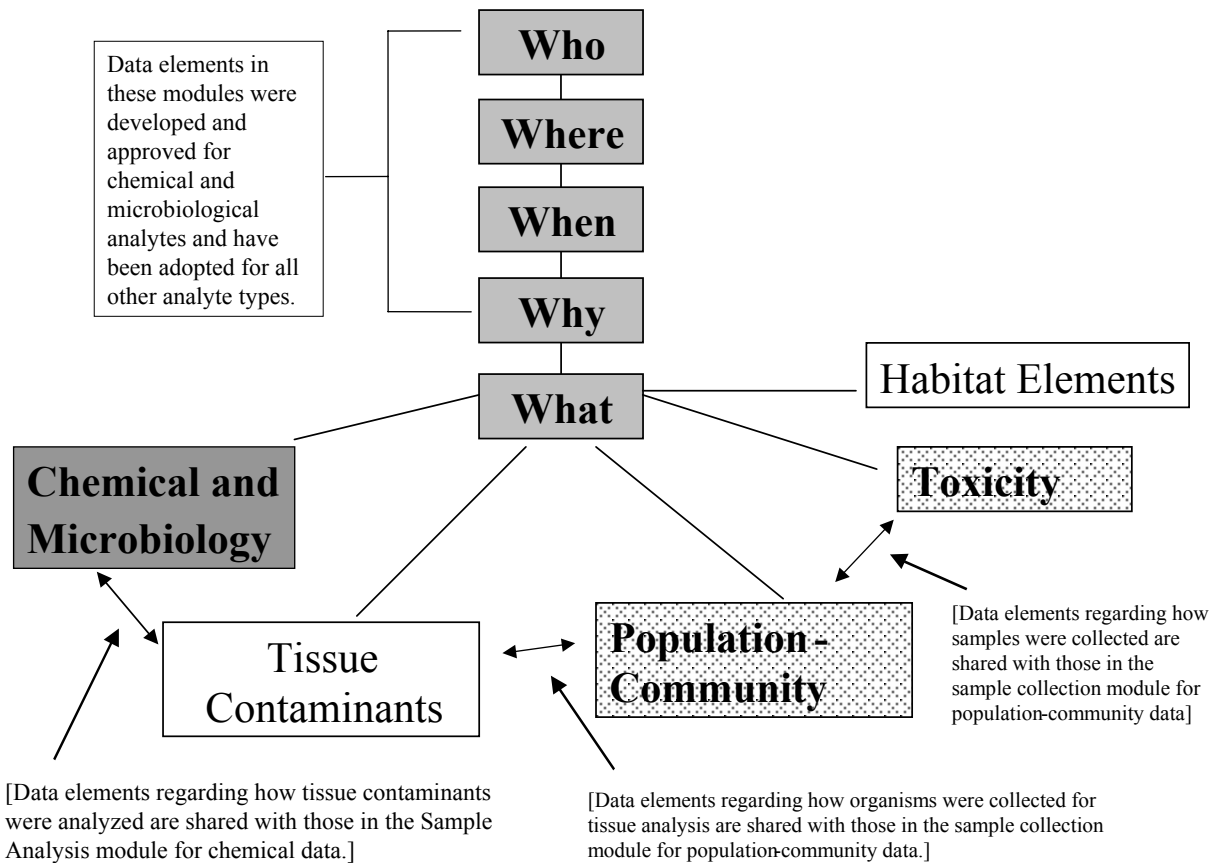 Who
Data elements in
these modules were
developed and
approved for
chemical and
microbiological
analytes and have
been adopted for all
other analyte types.
Where
When
Why
What
Habitat Elements
Chemical and
Microbiology
Toxicity
Tissue
Contaminants
Population-
Community
[Data elements regarding how
samples were collected are
shared with those in the
sample collection module for
population-community data]
[Data elements regarding how tissue contaminants
were analyzed are shared with those in the Sample
Analysis module for chemical data.]
[Data elements regarding how organisms were collected for
tissue analysis are shared with those in the sample collection
module for population-community data.]